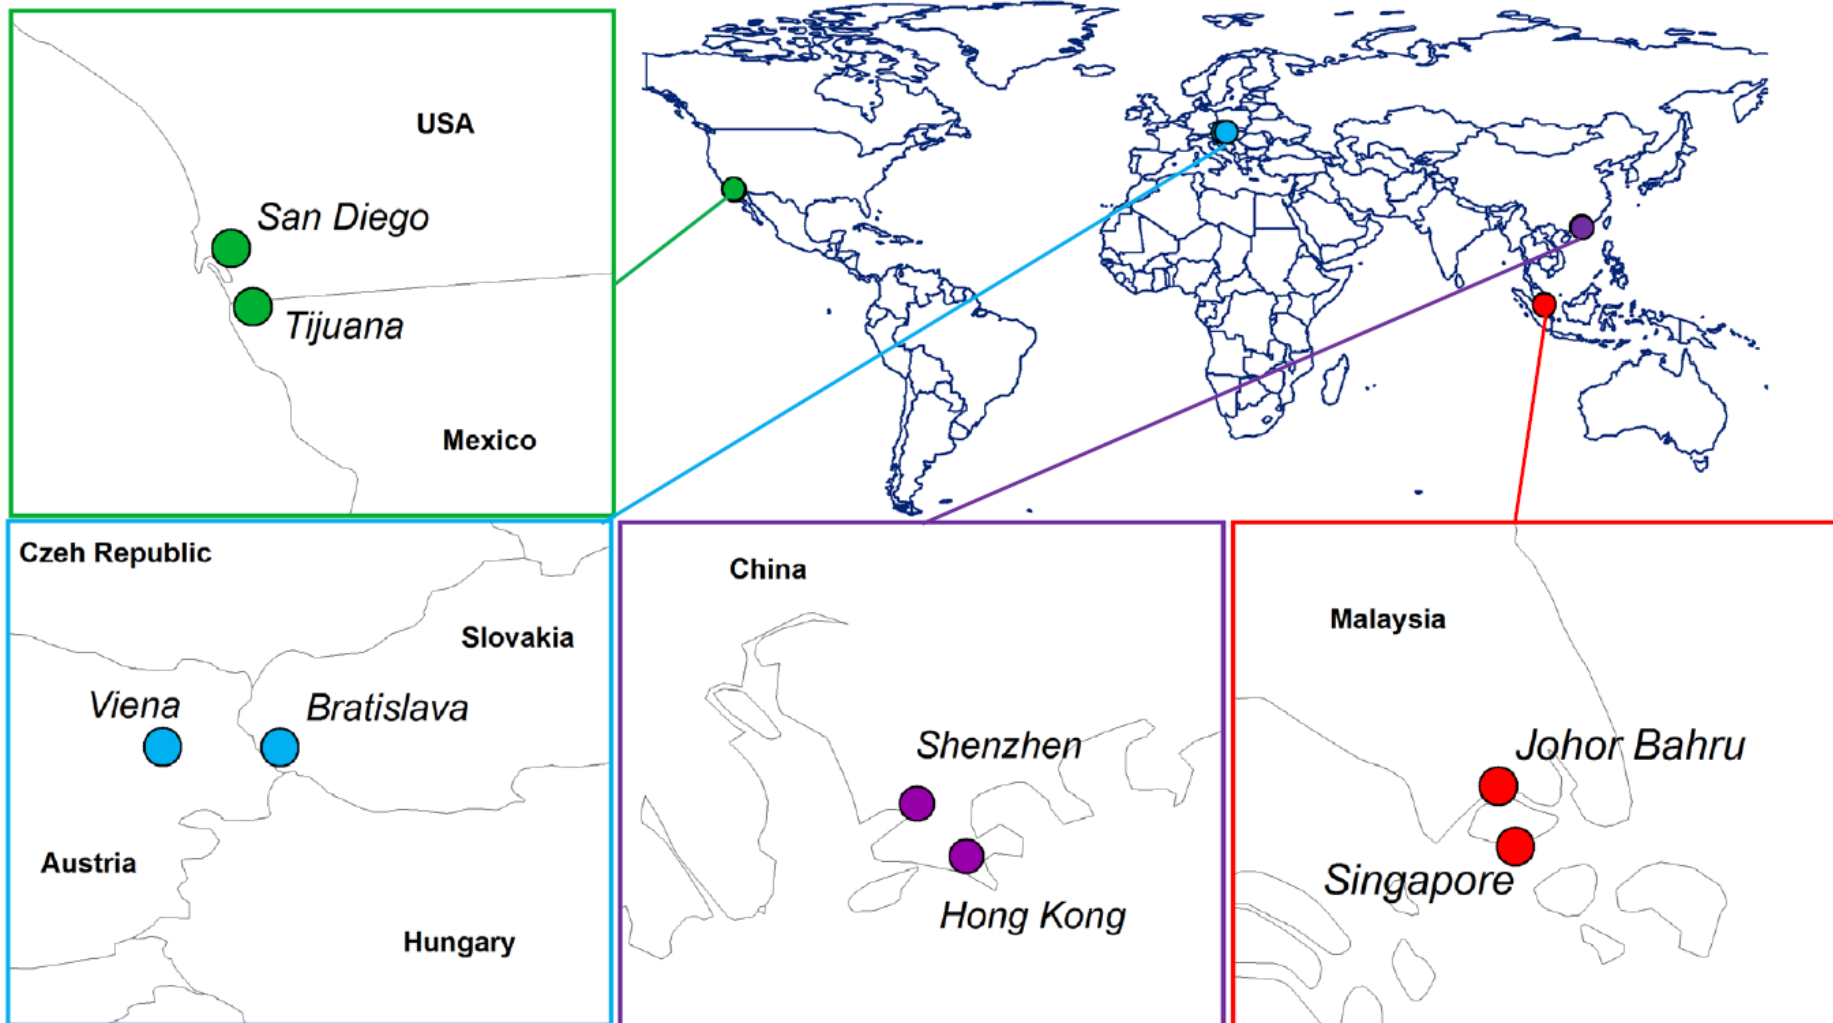 USA
San Diego
Tijuana
Mexico
Czeh Republic
Slovakia
Viena
Bratislava
Austria
Hungary
China
Shenzhen
Hong Kong
Malaysia
Johor Bahru
Singapore